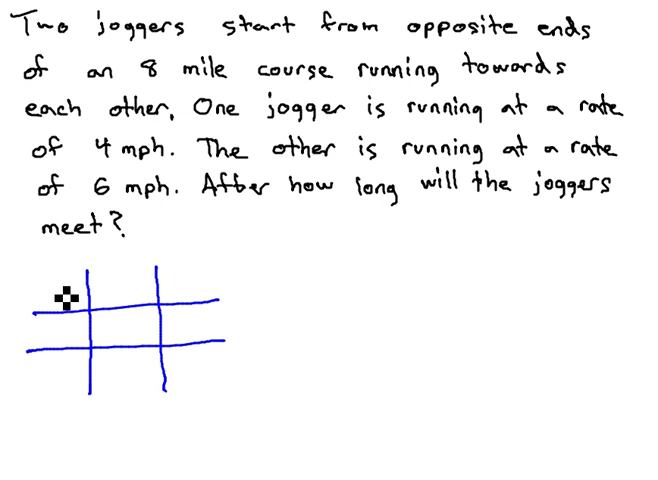 Two joggers start from opposite ends
of an 8 mile course running towards
each other. One jogger is running at a rate
of 4 mph. The other is running at a rate
of 6 mph. After how long will the joggers
meet?